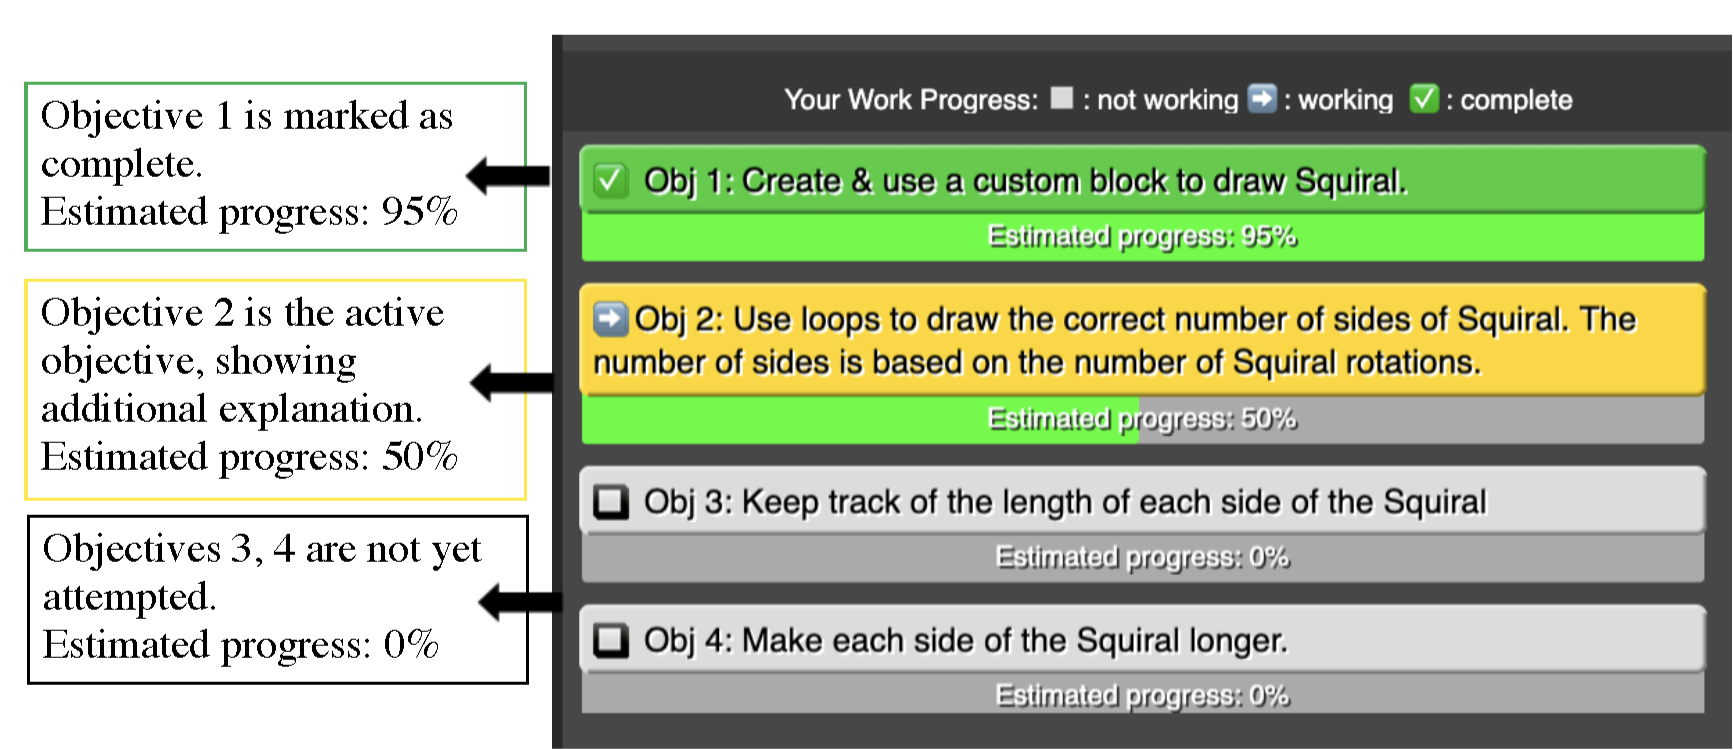 Objective 1 is marked as
complete.
Estimated progress: 95%
Objective 2 is the active
objective, showing
additional explanation.
Estimated progress: 50%
Objectives 3, 4 are not yet
attempted.
Estimated progress: 0%
Your Work Progress: ⬜ : not working ➡️ : working ✅ : complete
Obj 1: Create & use a custom block to draw Squiral.
Estimated progress: 95%
Obj 2: Use loops to draw the correct number of sides of Squiral. The
number of sides is based on the number of Squiral rotations.
Estimated progress: 50%
Obj 3: Keep track of the length of each side of the Squiral
Estimated progress: 0%
Obj 4: Make each side of the Squiral longer.
Estimated progress: 0%